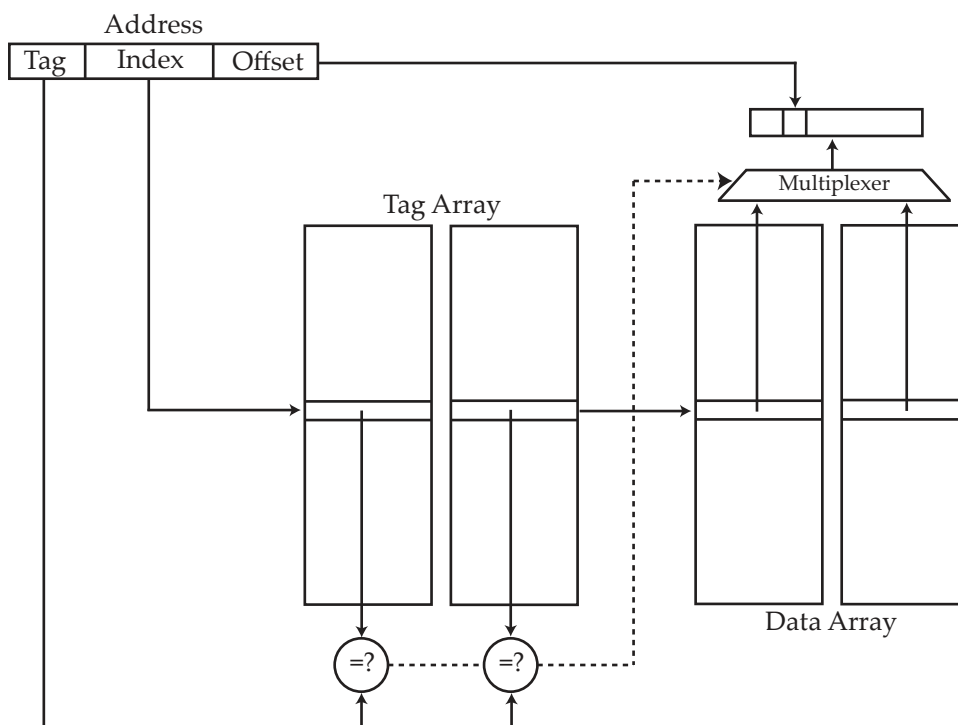 Address
Tag Index Offset
Multiplexer
Tag Array
Data Array
=? =?